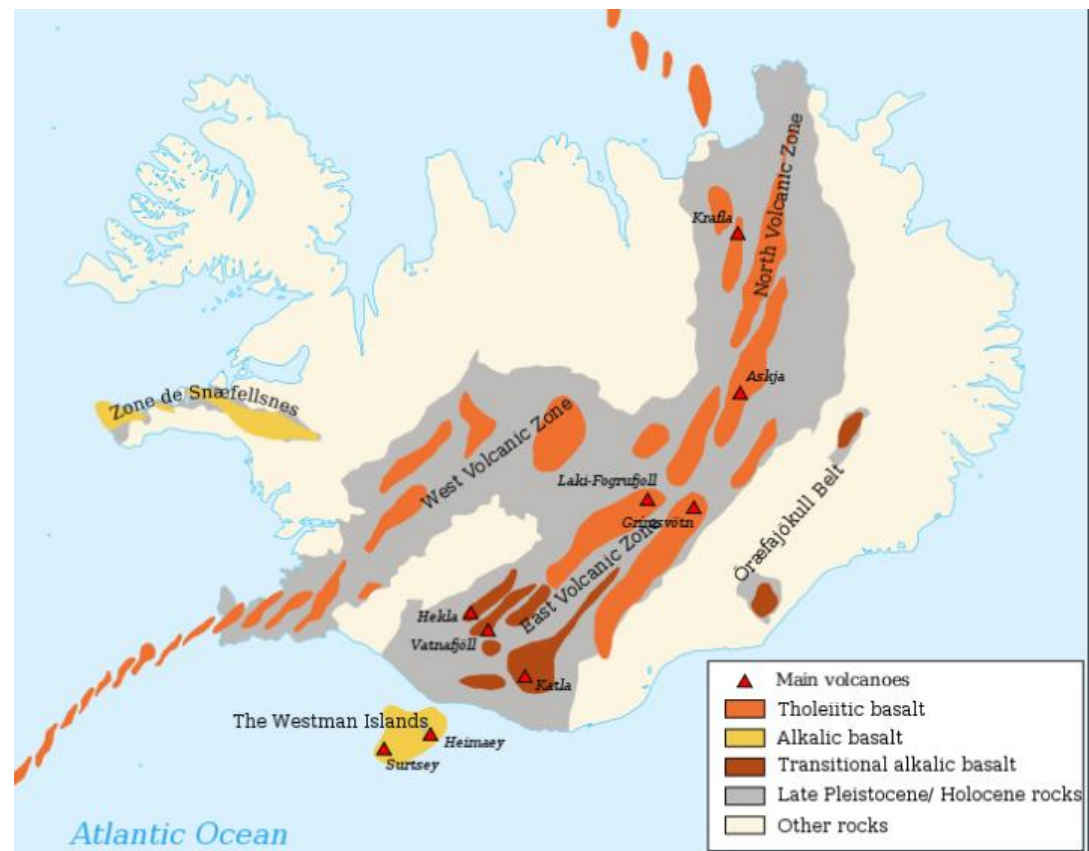 North Volcanic Zone
Krafla
Askja
Zone de Snæfellsnes
West Volcanic Zone
Laki-Fogrufjoll
Grímsvötn
Öræfajökull Belt
East Volcanic Zone
Hekla
Vatnafjöll
Katla
The Westman Islands
Heimaey
Surtsey
Atlantic Ocean
Main volcanoes
Tholeiitic basalt
Alkalic basalt
Transitional alkalic basalt
Late Pleistocene/ Holocene rocks
Other rocks